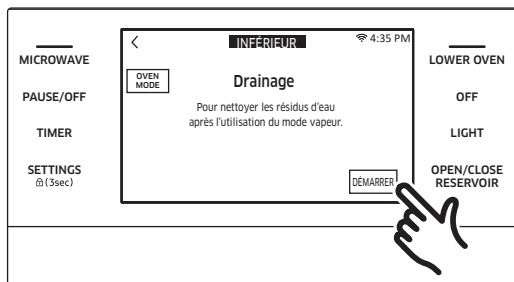 MICROWAVE
PAUSE/OFF
TIMER
SETTINGS
(3sec)
INFÉRIEUR
4:35 PM
OVEN
MODE
Drainage
Pour nettoyer les résidus d'eau
après l'utilisation du mode vapeur.
DÉMARRER
LOWER OVEN
OFF
LIGHT
OPEN/CLOSE
RESERVOIR